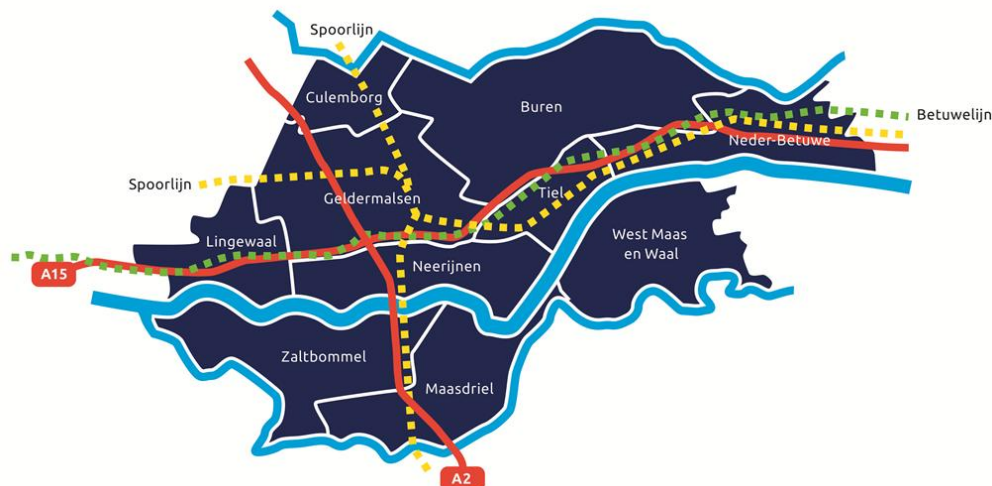 Spoorlijn
Culemborg
Buren
Betuwelijn
Neder-Betuwe
Spoorlijn
Geldermalsen
Tiel
Lingewaal
West Maas
en Waal
Neerijnen
A15
Zaltbommel
Maasdriel
A2